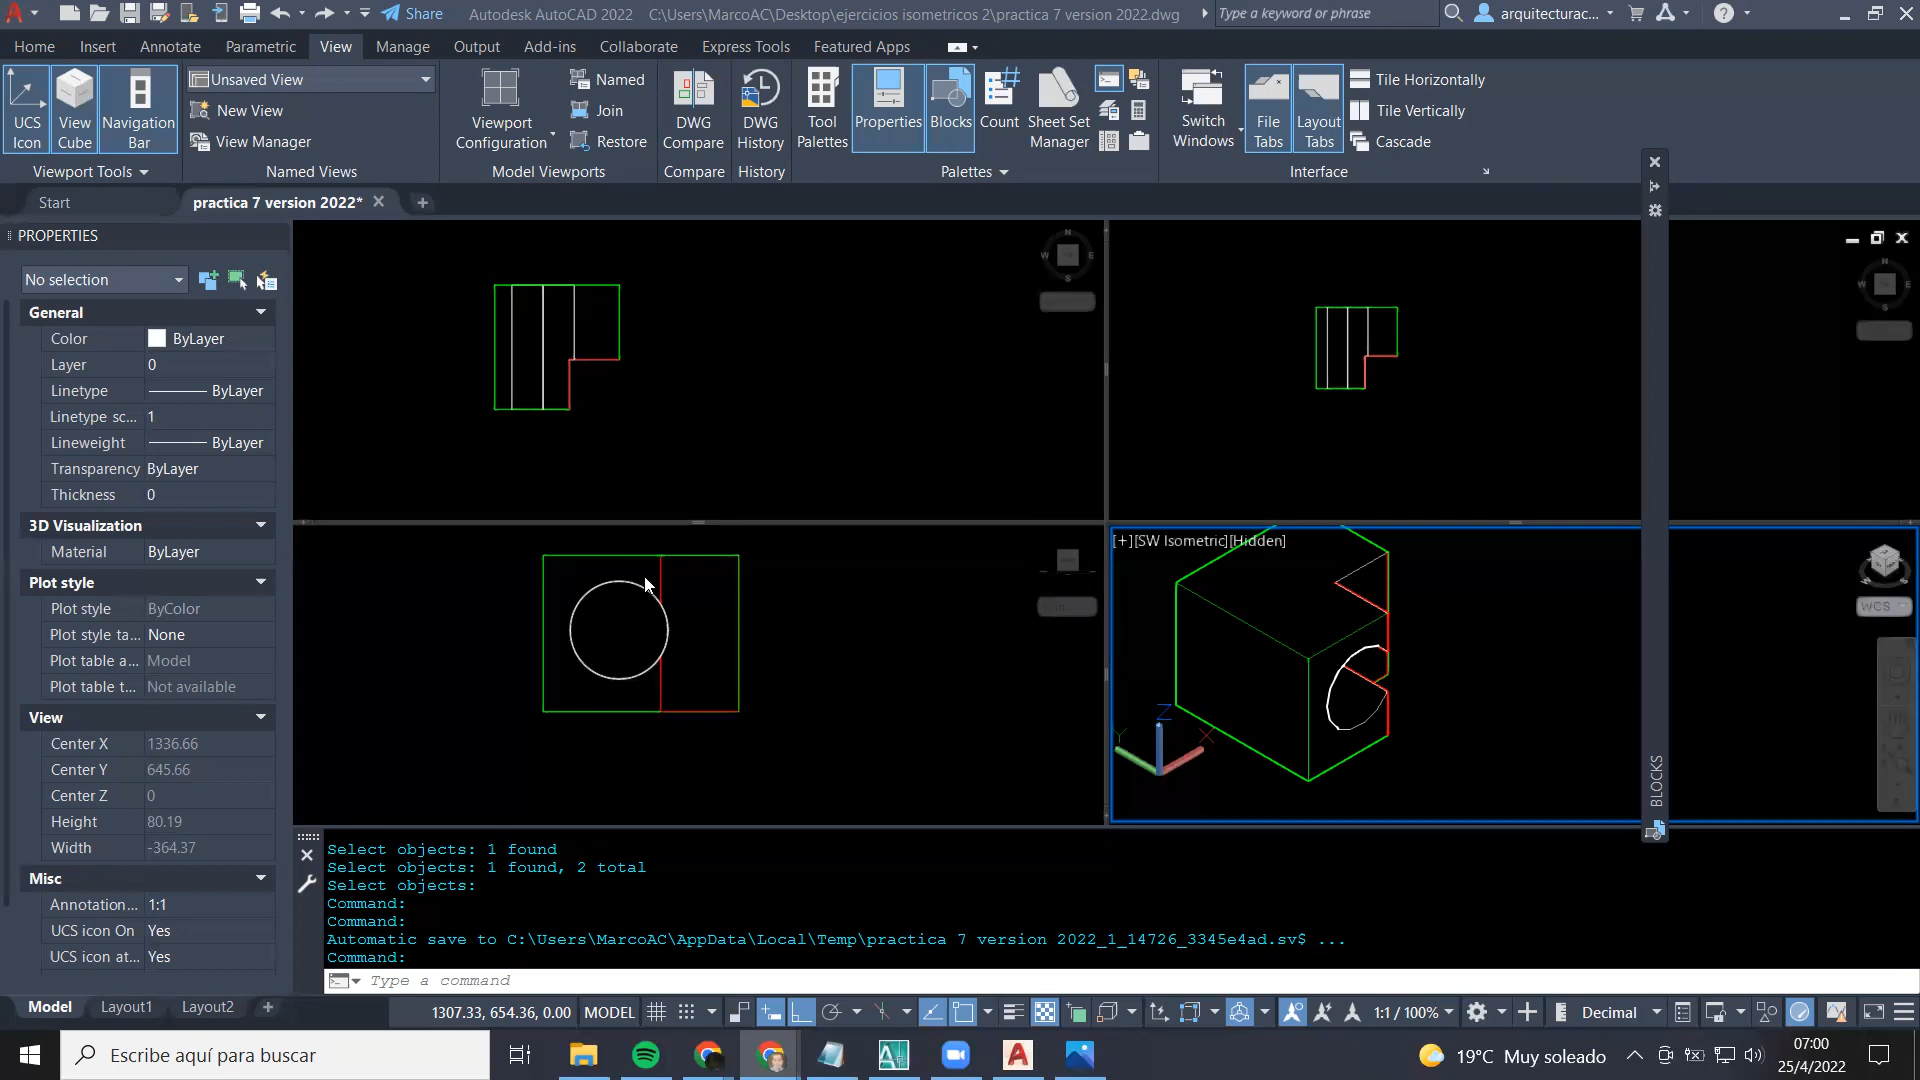 Share
Autodesk AutoCAD 2022
C:\Users\MarcoAC\Desktop\ejercicios isometricos 2\practica 7 version 2022.dwg
Type a keyword or phrase
arquitecturac...
Home Insert Annotate Parametric View Manage Output Add-ins Collaborate Express Tools Featured Apps
UCS Icon
View Cube
Navigation Bar
Viewport Tools
Unsaved View
New View
View Manager
Named Views
Viewport Configuration
Named
Join
Restore
Model Viewports
DWG Compare
Compare
DWG History
History
Tool Palettes
Properties
Blocks
Count
Sheet Set Manager
Palettes
Switch Windows
File Tabs
Layout Tabs
Tile Horizontally
Tile Vertically
Cascade
Interface
Start
practica 7 version 2022*
PROPERTIES
No selection
General
Color ByLayer
Layer 0
Linetype ByLayer
Linetype sc... 1
Lineweight ByLayer
Transparency ByLayer
Thickness 0
3D Visualization
Material ByLayer
Plot style
Plot style ByColor
Plot style ta... None
Plot table a... Model
Plot table t... Not available
View
Center X 1336.66
Center Y 645.66
Center Z 0
Height 80.19
Width -364.37
Misc
Annotation... 1:1
UCS icon On Yes
UCS icon at... Yes
N
W E
S
N
W E
S
[+][SW Isometric][Hidden]
WCS
Z
Y
X
BLOCKS
Select objects: 1 found
Select objects: 1 found, 2 total
Select objects:
Command:
Command:
Automatic save to C:\Users\MarcoAC\AppData\Local\Temp\practica 7 version 2022_1_14726_3345e4ad.sv$ ...
Command:
Type a command
Model Layout1 Layout2
1307.33, 654.36, 0.00 MODEL
1:1 / 100%
Decimal
Escribe aquí para buscar
19°C Muy soleado
07:00
25/4/2022